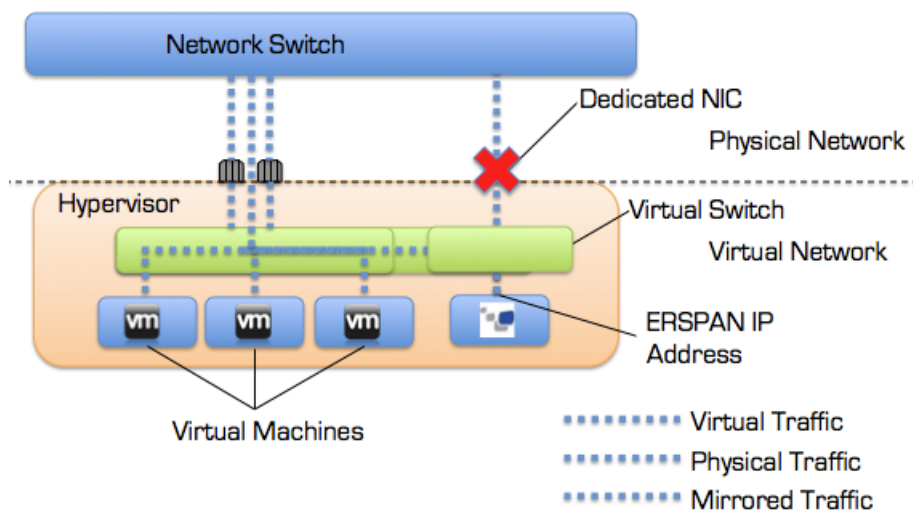 Network Switch
Dedicated NIC
Physical Network
Hypervisor
Virtual Switch
Virtual Network
vm
vm
vm
ERSPAN IP
Address
Virtual Machines
Virtual Traffic
Physical Traffic
Mirrored Traffic